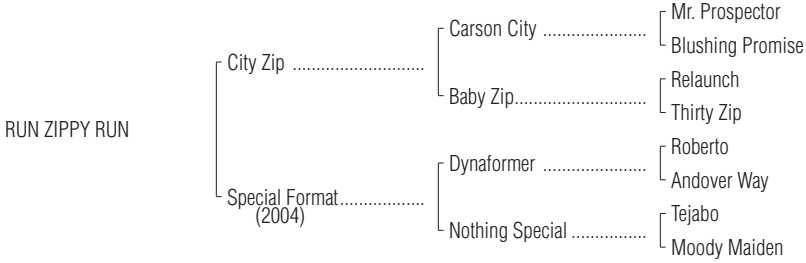 Mr. Prospector
Carson City ......................
Blushing Promise
City Zip ............................
Relaunch
Baby Zip............................
Thirty Zip
RUN ZIPPY RUN
Roberto
Dynaformer ......................
Andover Way
Special Format..................
(2004)
Tejabo
Nothing Special ................
Moody Maiden